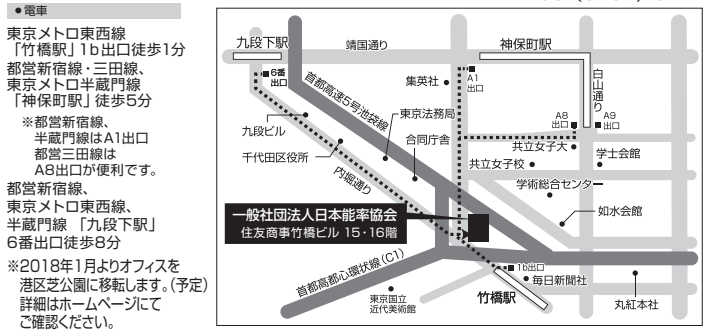 ●電車
東京メトロ東西線
「竹橋駅」1b出口徒歩1分
都営新宿線・三田線、
東京メトロ半蔵門線
「神保町駅」徒歩5分
※都営新宿線、
半蔵門線はA1出口
都営三田線は
A8出口が便利です。
都営新宿線、
東京メトロ東西線、
半蔵門線 「九段下駅」
6番出口徒歩8分
※2018年1月よりオフィスを
港区芝公園に移転します。(予定)
詳細はホームページにて
ご確認ください。
九段下駅
靖国通り
神保町駅
6番
出口
首都高速5号池袋線
集英社
A1
出口
白山通り
東京法務局
A8
出口
A9
出口
九段ビル
合同庁舎
共立女子大
千代田区役所
共立女子校
学士会館
内堀通り
学術総合センター
一般社団法人日本能率協会
住友商事竹橋ビル 15・16階
如水会館
首都高都心環状線(C1)
1b出口
毎日新聞社
東京国立
近代美術館
竹橋駅
丸紅本社